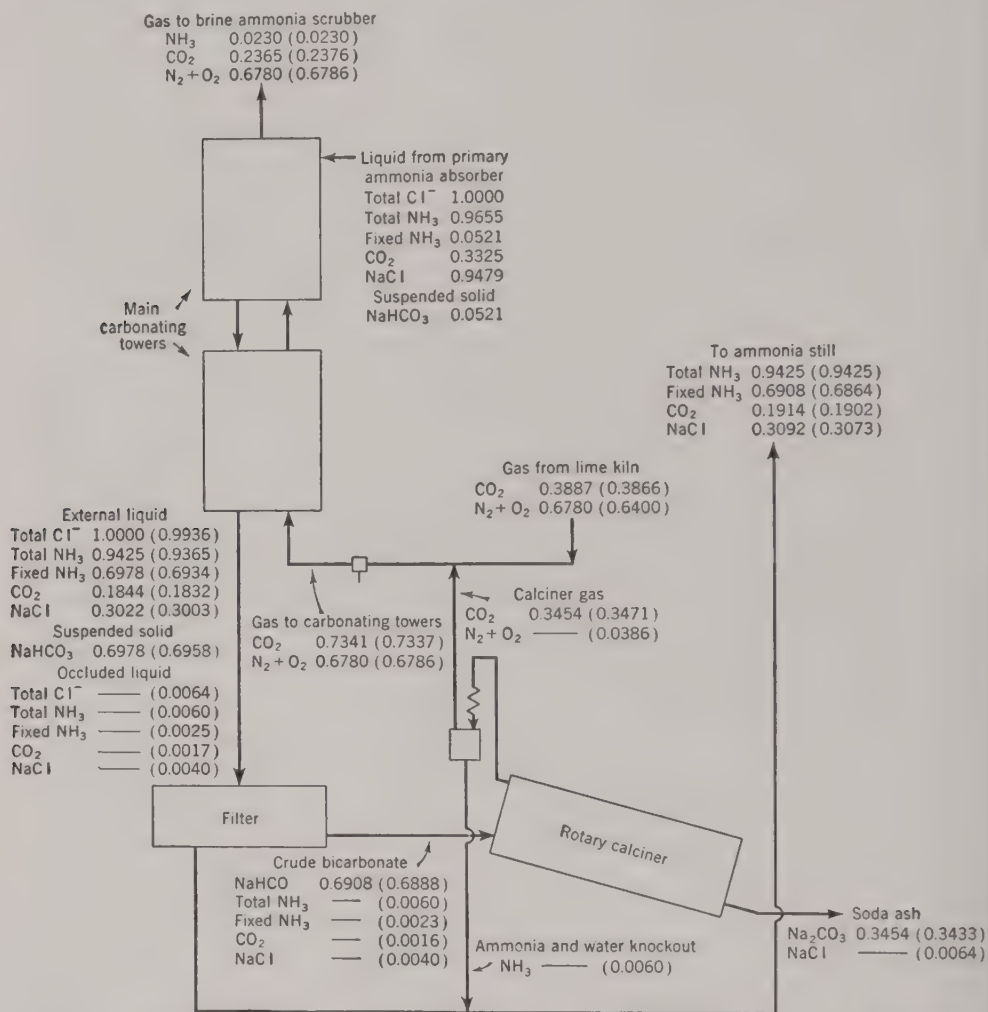 Gas to brine ammonia scrubber
NH₃ 0.0230 (0.0230)
CO₂ 0.2365 (0.2376)
N₂ + O₂ 0.6780 (0.6786)
Liquid from primary
ammonia absorber
Total Cl⁻ 1.0000
Total NH₃ 0.9655
Fixed NH₃ 0.0521
CO₂ 0.3325
NaCl 0.9479
Suspended solid
NaHCO₃ 0.0521
Main
carbonating
towers
To ammonia still
Total NH₃ 0.9425 (0.9425)
Fixed NH₃ 0.6908 (0.6864)
CO₂ 0.1914 (0.1902)
NaCl 0.3092 (0.3073)
Gas from lime kiln
CO₂ 0.3887 (0.3866)
N₂ + O₂ 0.6780 (0.6400)
External liquid
Total Cl⁻ 1.0000 (0.9936)
Total NH₃ 0.9425 (0.9365)
Fixed NH₃ 0.6978 (0.6934)
CO₂ 0.1844 (0.1832)
NaCl 0.3022 (0.3003)
Suspended solid
NaHCO₃ 0.6978 (0.6958)
Occluded liquid
Total Cl⁻ — (0.0064)
Total NH₃ — (0.0060)
Fixed NH₃ — (0.0025)
CO₂ — (0.0017)
NaCl — (0.0040)
Gas to carbonating towers
CO₂ 0.7341 (0.7337)
N₂ + O₂ 0.6780 (0.6786)
Calciner gas
CO₂ 0.3454 (0.3471)
N₂ + O₂ — (0.0386)
Filter
Rotary calciner
Crude bicarbonate
NaHCO 0.6908 (0.6888)
Total NH₃ — (0.0060)
Fixed NH₃ — (0.0023)
CO₂ — (0.0016)
NaCl — (0.0040)
Ammonia and water knockout
NH₃ — (0.0060)
Soda ash
Na₂CO₃ 0.3454 (0.3433)
NaCl — (0.0064)